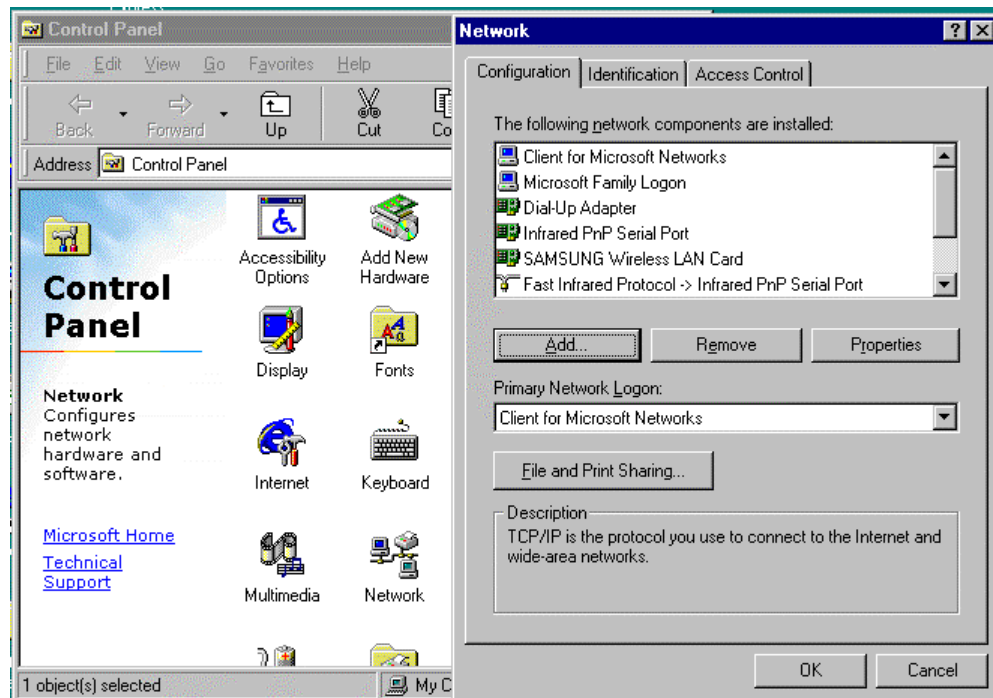 Control Panel
File Edit View Go Favorites Help
Back Forward Up Cut Co
Address Control Panel
Control
Panel
Network
Configures
network
hardware and
software.
Microsoft Home
Technical
Support
Accessibility
Options
Add New
Hardware
Display
Fonts
Internet
Keyboard
Multimedia
Network
1 object(s) selected
My C
Network
Configuration Identification Access Control
The following network components are installed:
Client for Microsoft Networks
Microsoft Family Logon
Dial-Up Adapter
Infrared PnP Serial Port
SAMSUNG Wireless LAN Card
Fast Infrared Protocol -> Infrared PnP Serial Port
Add... Remove Properties
Primary Network Logon:
Client for Microsoft Networks
File and Print Sharing...
Description
TCP/IP is the protocol you use to connect to the Internet and
wide-area networks.
OK Cancel